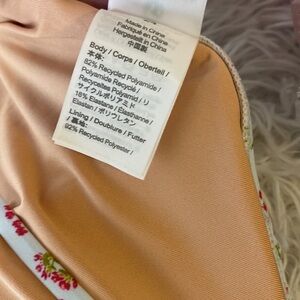 Made in China
Fabriqué en Chine
Hergestellt in China
中国製
Body / Corps / Oberteil /
本体:
82% Recycled Polyamide /
Polyamide Recyclé /
Recyceltes Polyamid / リ
サイクルポリアミド
18% Elastane / Élasthanne /
Elastan / ポリウレタン
Lining / Doublure / Futter
/ 裏地:
92% Recycled Polyester /